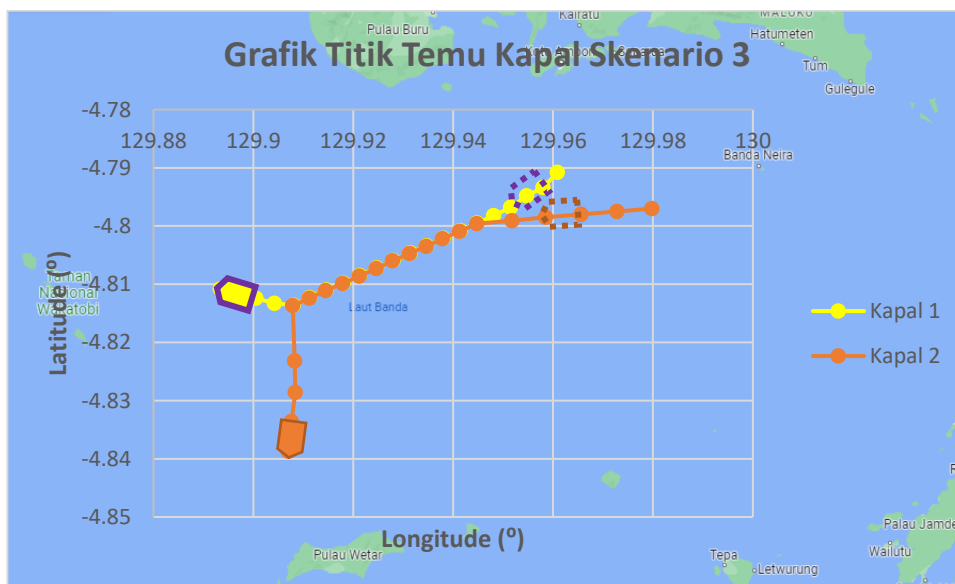 Pulau Buru
Kairatu
MALUKU
Hatumeten
Grafik Titik Temu Kapal Skenario 3
Tum
Gulegule
-4.78
129.88
129.9
129.92
129.94
129.96
129.98
130
-4.79
Banda Neira
-4.8
-4.81
Taman
Nasional
Wakatobi
Laut Banda
Kapal 1
-4.82
Latitude (⁰)
Kapal 2
-4.83
-4.84
-4.85
Longitude (⁰)
Palau Jamde
Pulau Wetar
Tepa
Wailutu
Letwurung